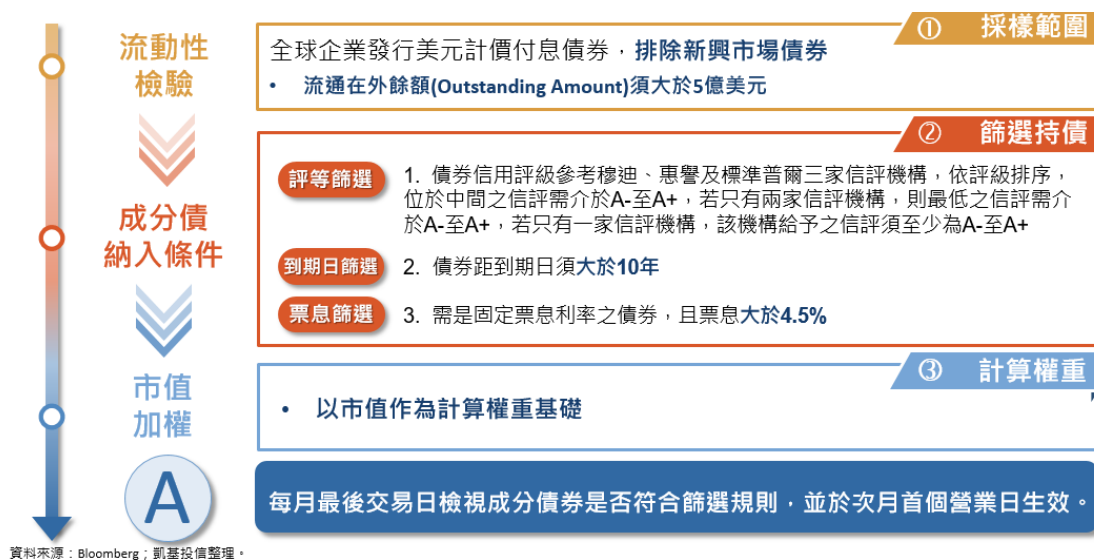 流動性
檢驗
① 採樣範圍
全球企業發行美元計價付息債券，排除新興市場債券
• 流通在外餘額(Outstanding Amount)須大於5億美元
成分債
納入條件
② 篩選持債
評等篩選
1. 債券信用評級參考穆迪、惠譽及標準普爾三家信評機構，依評級排序，
位於中間之信評需介於A-至A+，若只有兩家信評機構，則最低之信評需介
於A-至A+，若只有一家信評機構，該機構給予之信評須至少為A-至A+
到期日篩選
2. 債券距到期日須大於10年
票息篩選
3. 需是固定票息利率之債券，且票息大於4.5%
市值
加權
③ 計算權重
• 以市值作為計算權重基礎
A
每月最後交易日檢視成分債券是否符合篩選規則，並於次月首個營業日生效。
資料來源：Bloomberg；凱基投信整理。